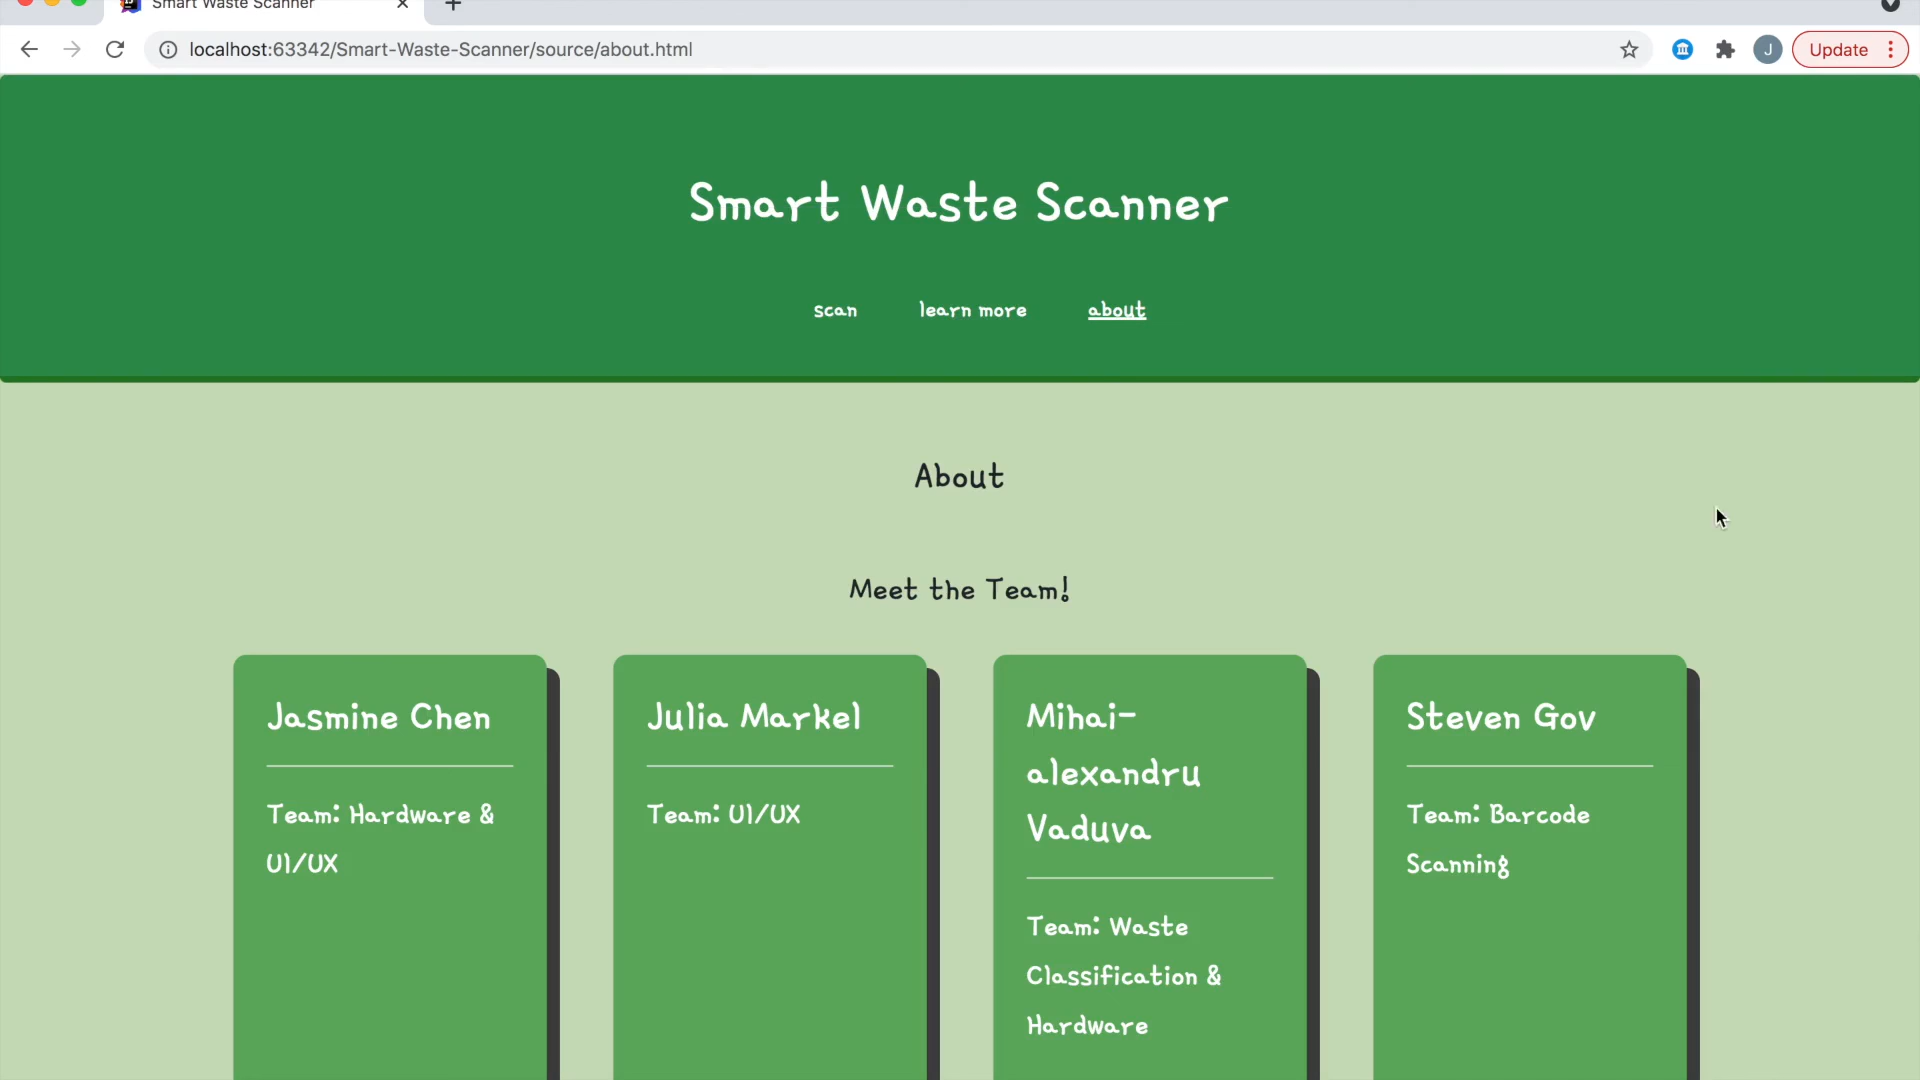 Smart Waste Scanner
localhost:63342/Smart-Waste-Scanner/source/about.html
J
Update
Smart Waste Scanner
scan
learn more
about
About
Meet the Team!
Jasmine Chen
Team: Hardware &
UI/UX
Julia Markel
Team: UI/UX
Mihai-
alexandru
Vaduva
Team: Waste
Classification &
Hardware
Steven Gov
Team: Barcode
Scanning